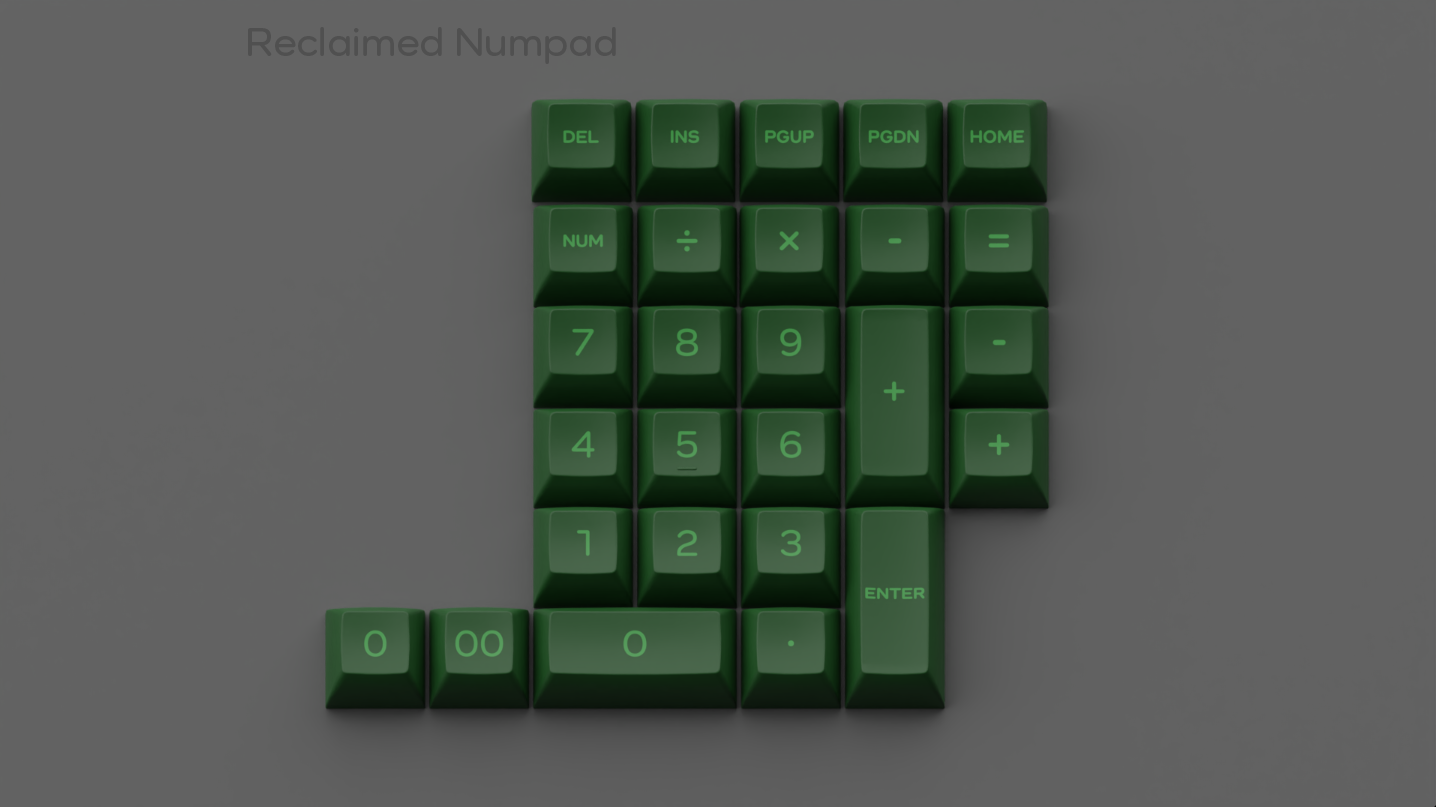 Reclaimed Numpad
DEL INS PGUP PGDN HOME
NUM ÷ × - =
7 8 9 + -
4 5 6 +
1 2 3 ENTER
0 00 0 ·